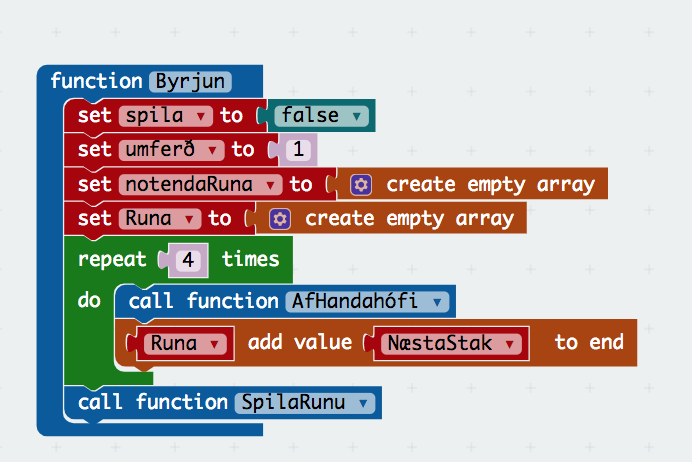 function Byrjun
set spila to false
set umferð to 1
set notendaRuna to create empty array
set Runa to create empty array
repeat 4 times
do call function AfHandahófi
Runa add value NæstaStak to end
call function SpilaRunu